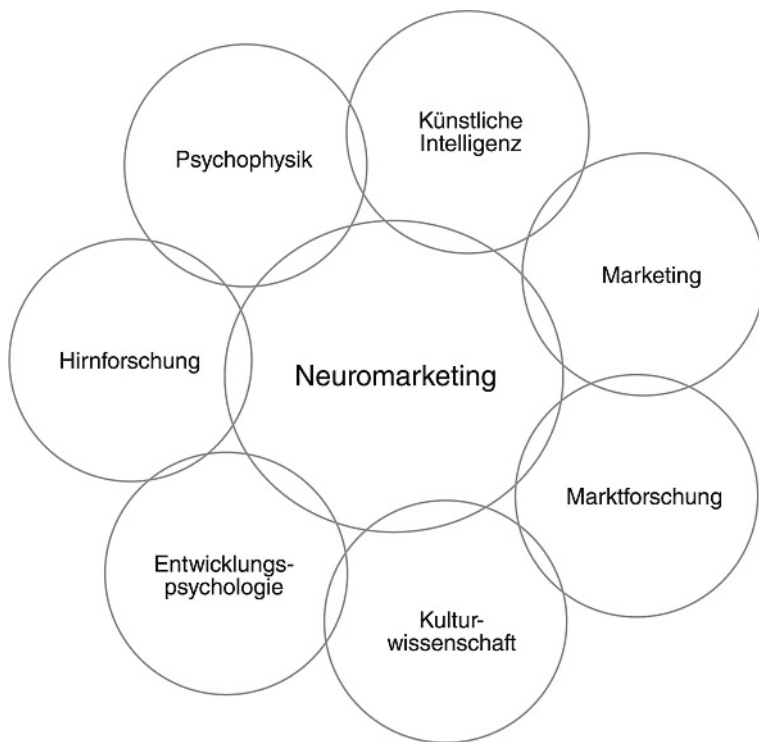 Künstliche
Intelligenz
Psychophysik
Marketing
Hirnforschung
Neuromarketing
Marktforschung
Entwicklungs-
psychologie
Kultur-
wissenschaft